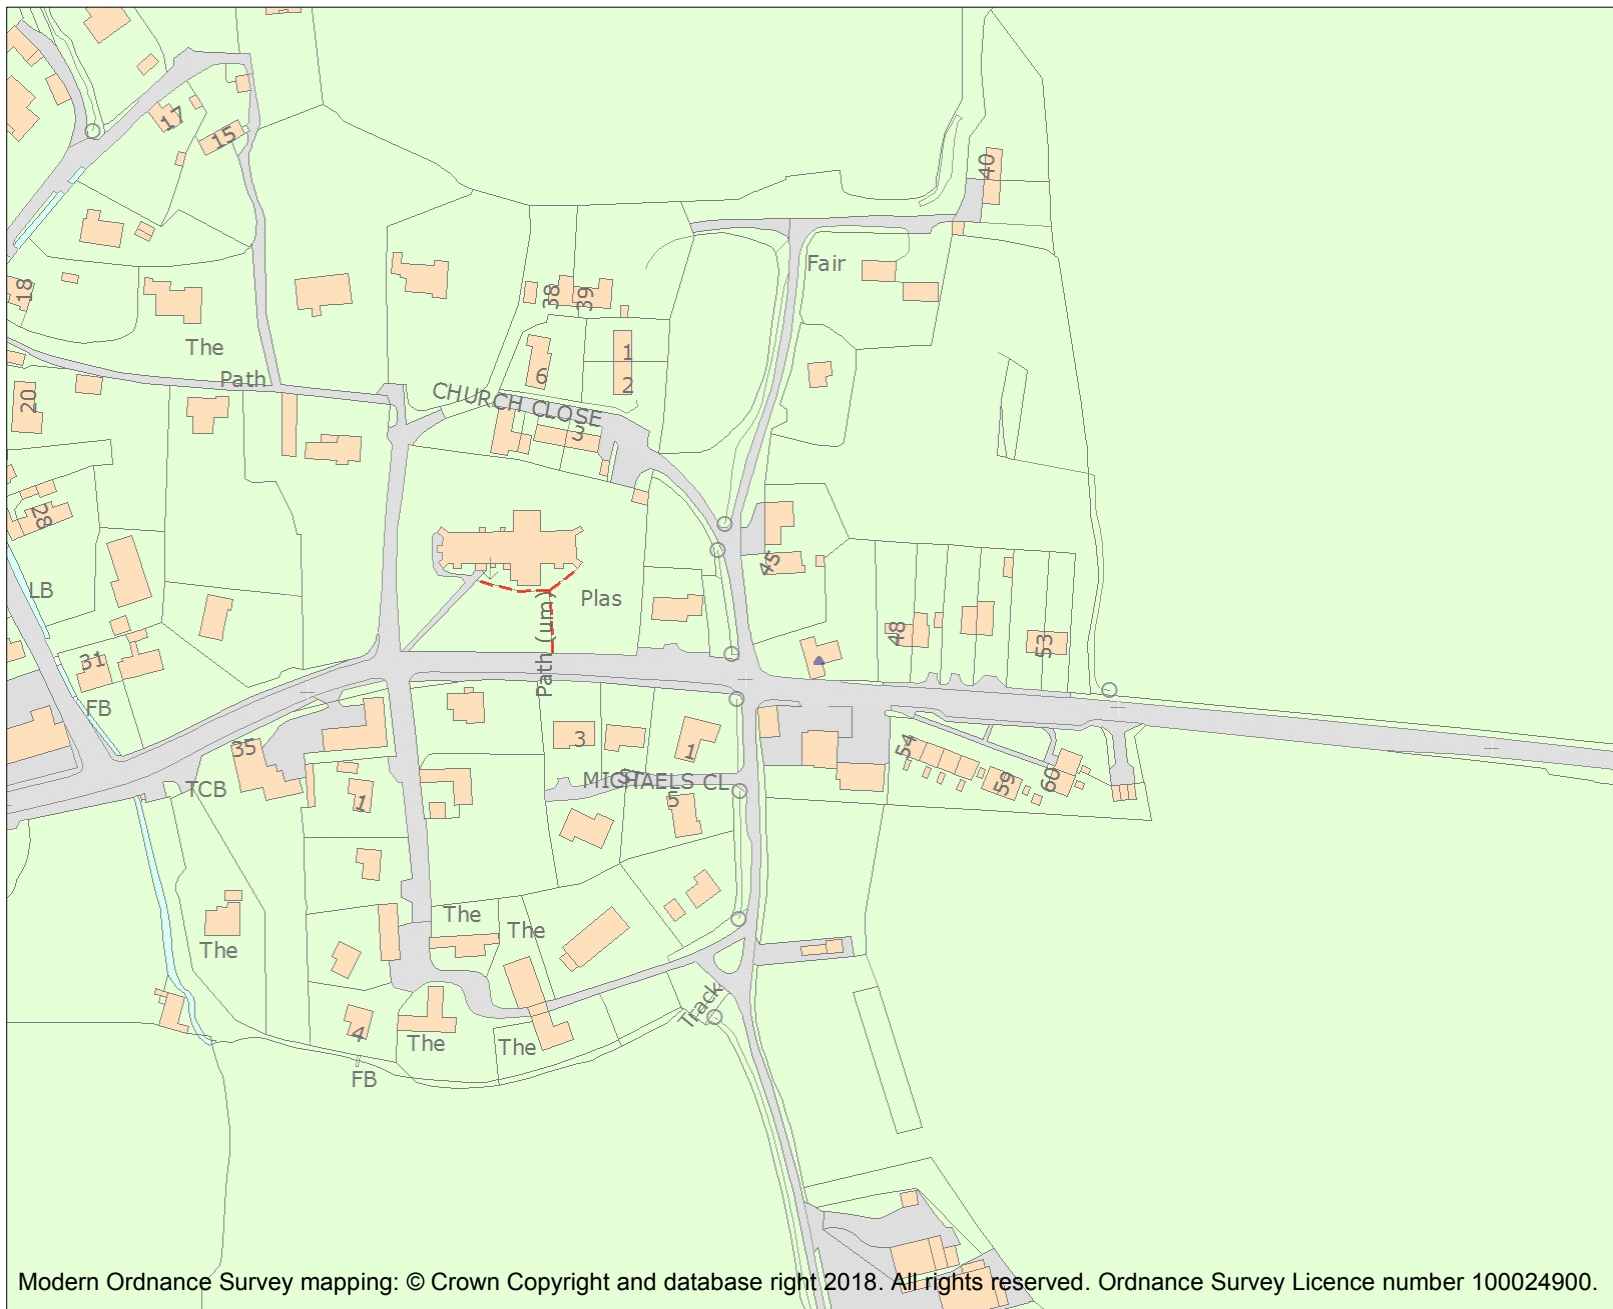 17
15
40
18
Fair
38
39
The
1
Path
6
2
20
CHURCH CLOSE
3
28
45
LB
Plas
Path (um)
48
53
31
FB
35
3
1
54
TCB
1
ST
MICHAELS CL
5
59
60
The
The
The
Track
4
The
The
FB
Modern Ordnance Survey mapping: © Crown Copyright and database right 2018. All rights reserved. Ordnance Survey Licence number 100024900.